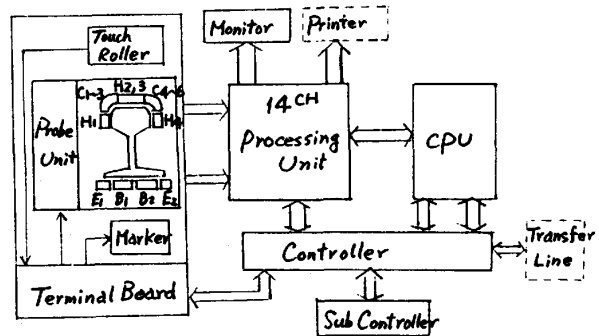 Touch
Roller
Monitor
Printer
C1~3 H2,3 C4~6
H1 H4
Probe
Unit
14CH
Processing
Unit
CPU
E1 B1 B2 E2
Marker
Terminal Board
Controller
Transfer
Line
Sub Controller